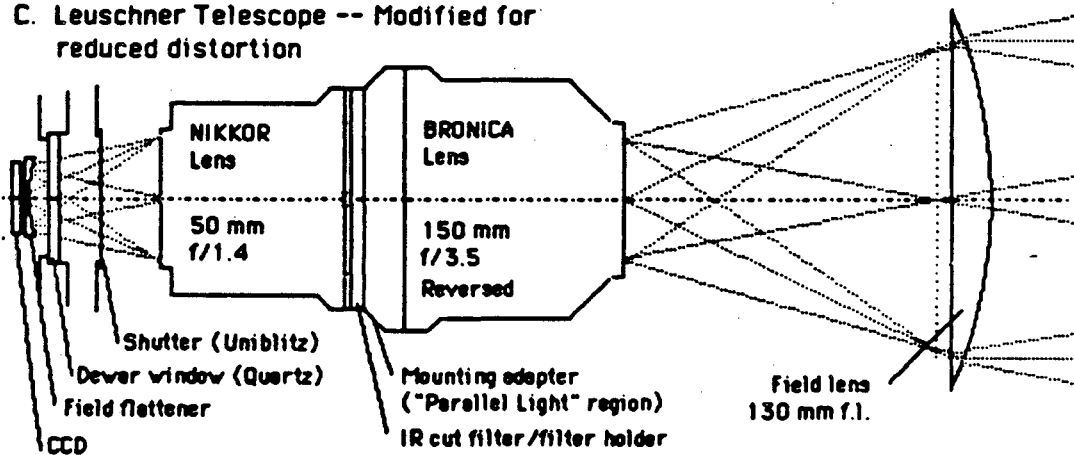 C. Leuschner Telescope -- Modified for
reduced distortion
NIKKOR
Lens
50 mm
f/1.4
BRONICA
Lens
150 mm
f/3.5
Reversed
Shutter (Uniblitz)
Dewar window (Quartz)
Field flattener
CCD
Mounting adapter
("Parallel Light" region)
IR cut filter/filter holder
Field lens
130 mm f.l.